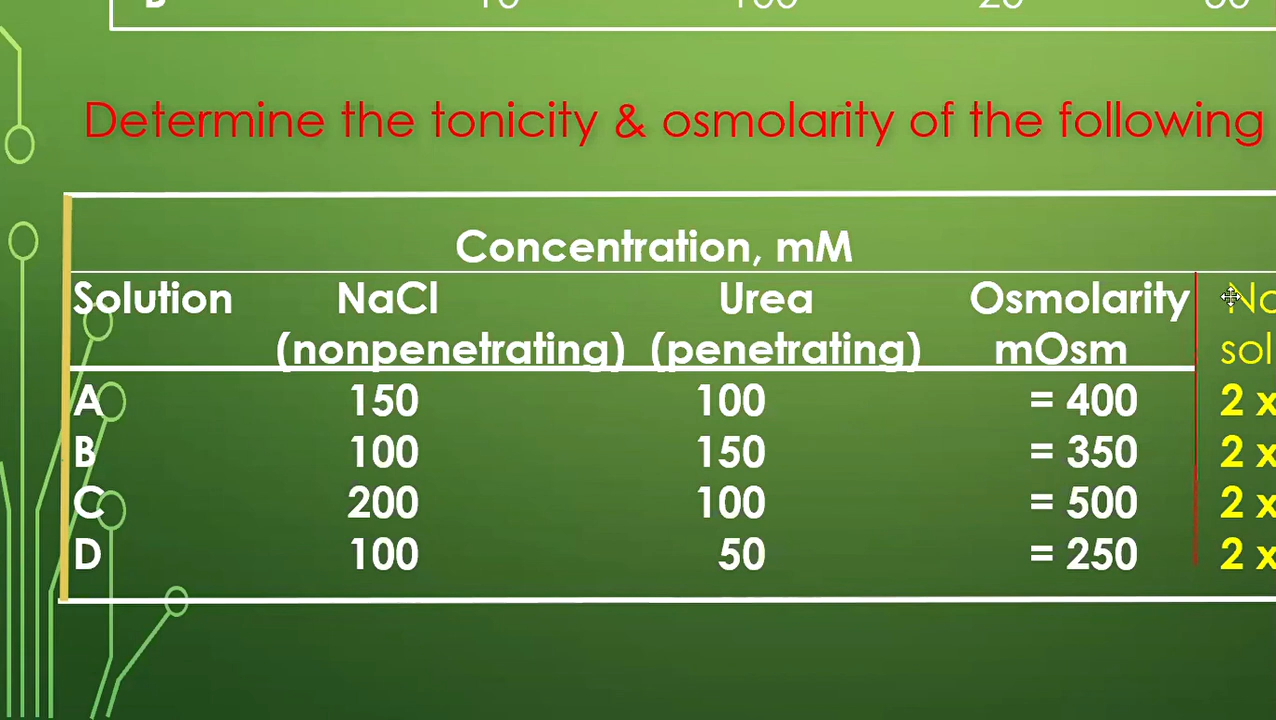 Determine the tonicity & osmolarity of the following
Concentration, mM
Solution NaCl Urea Osmolarity
(nonpenetrating) (penetrating) mOsm
sol
A 150 100 = 400 2 x
B 100 150 = 350 2 x
C 200 100 = 500 2 x
D 100 50 = 250 2 x